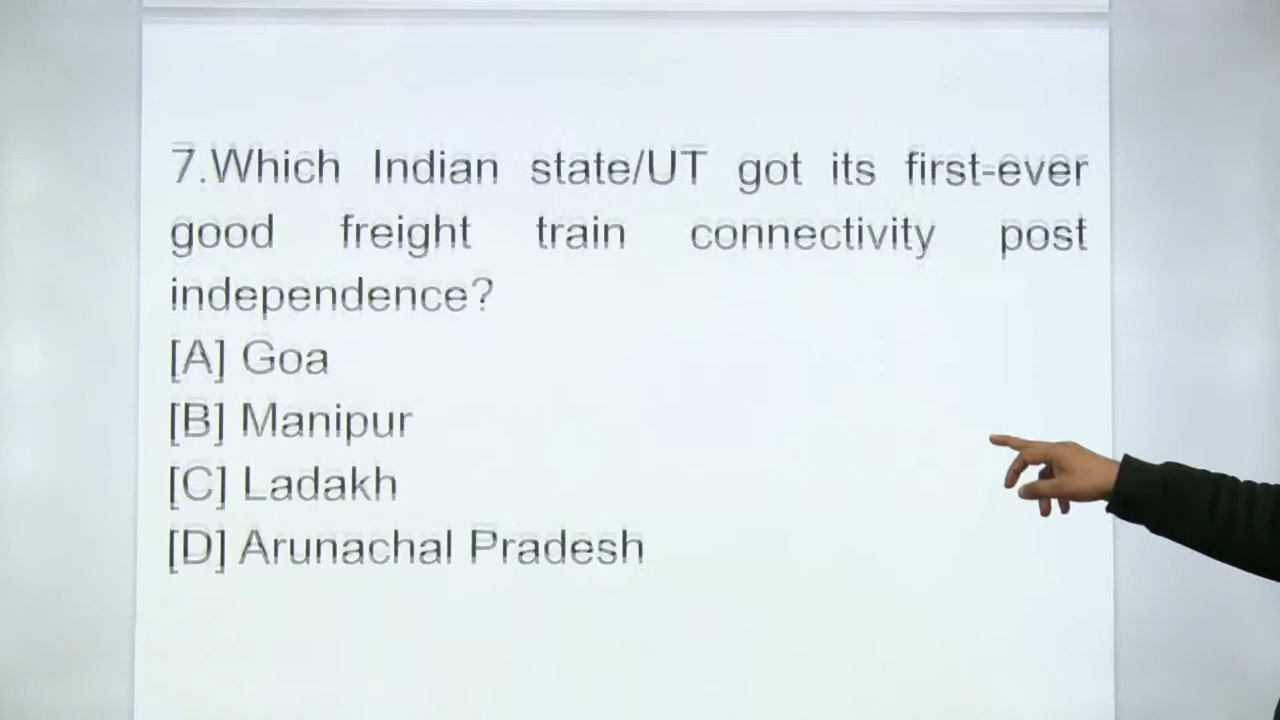 7.Which Indian state/UT got its first-ever
good freight train connectivity post
independence?
[A] Goa
[B] Manipur
[C] Ladakh
[D] Arunachal Pradesh